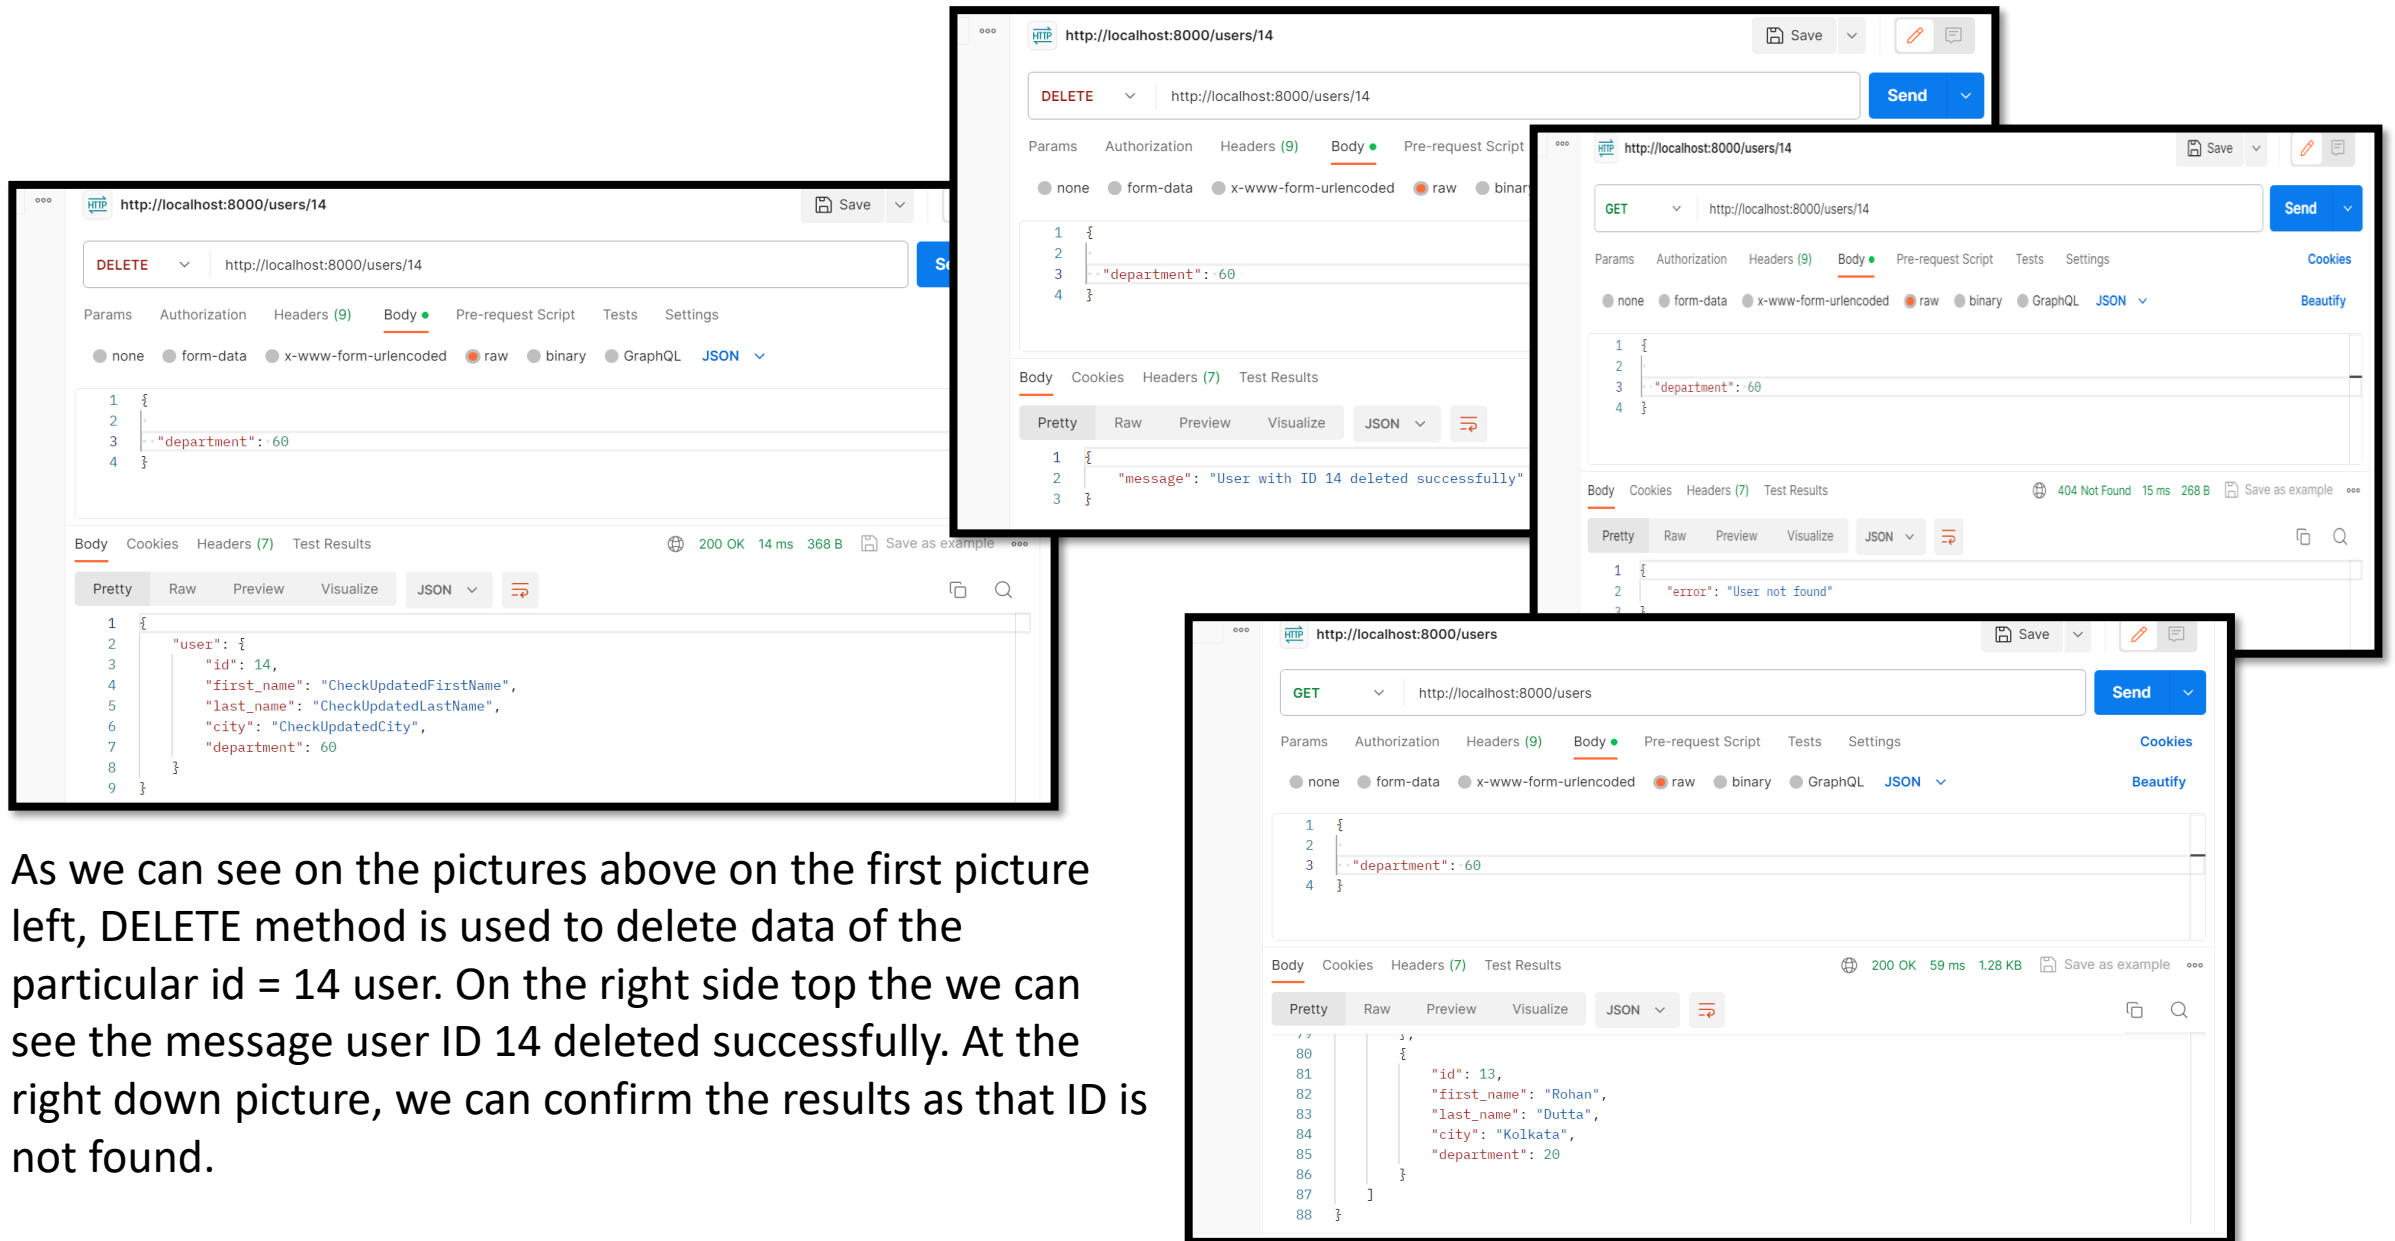 http://localhost:8000/users/14
Save
DELETE http://localhost:8000/users/14
Params Authorization Headers (9) Body Pre-request Script Tests Settings
none form-data x-www-form-urlencoded raw binary GraphQL JSON
1 {
2
3 "department": 60
4 }
Body Cookies Headers (7) Test Results 200 OK 14 ms 368 B Save as example
Pretty Raw Preview Visualize JSON
1 {
2 "user": {
3 "id": 14,
4 "first_name": "CheckUpdatedFirstName",
5 "last_name": "CheckUpdatedLastName",
6 "city": "CheckUpdatedCity",
7 "department": 60
8 }
9 }
http://localhost:8000/users/14
Save
DELETE http://localhost:8000/users/14 Send
Params Authorization Headers (9) Body Pre-request Script
none form-data x-www-form-urlencoded raw
1 {
2
3 "department": 60
4 }
Body Cookies Headers (7) Test Results
Pretty Raw Preview Visualize JSON
1 {
2 "message": "User with ID 14 deleted successfully"
3 }
http://localhost:8000/users/14
Save
GET http://localhost:8000/users/14 Send
Params Authorization Headers (9) Body Pre-request Script Tests Settings Cookies
none form-data x-www-form-urlencoded raw binary GraphQL JSON Beautify
1 {
2
3 "department": 60
4 }
Body Cookies Headers (7) Test Results 404 Not Found 15 ms 268 B Save as example
Pretty Raw Preview Visualize JSON
1 {
2 "error": "User not found"
3 }
http://localhost:8000/users
Save
GET http://localhost:8000/users Send
Params Authorization Headers (9) Body Pre-request Script Tests Settings Cookies
none form-data x-www-form-urlencoded raw binary GraphQL JSON Beautify
1 {
2
3 "department": 60
4 }
Body Cookies Headers (7) Test Results 200 OK 59 ms 1.28 KB Save as example
Pretty Raw Preview Visualize JSON
79 },
80 {
81 "id": 13,
82 "first_name": "Rohan",
83 "last_name": "Dutta",
84 "city": "Kolkata",
85 "department": 20
86 }
87 ]
88 }
As we can see on the pictures above on the first picture
left, DELETE method is used to delete data of the
particular id = 14 user. On the right side top the we can
see the message user ID 14 deleted successfully. At the
right down picture, we can confirm the results as that ID is
not found.